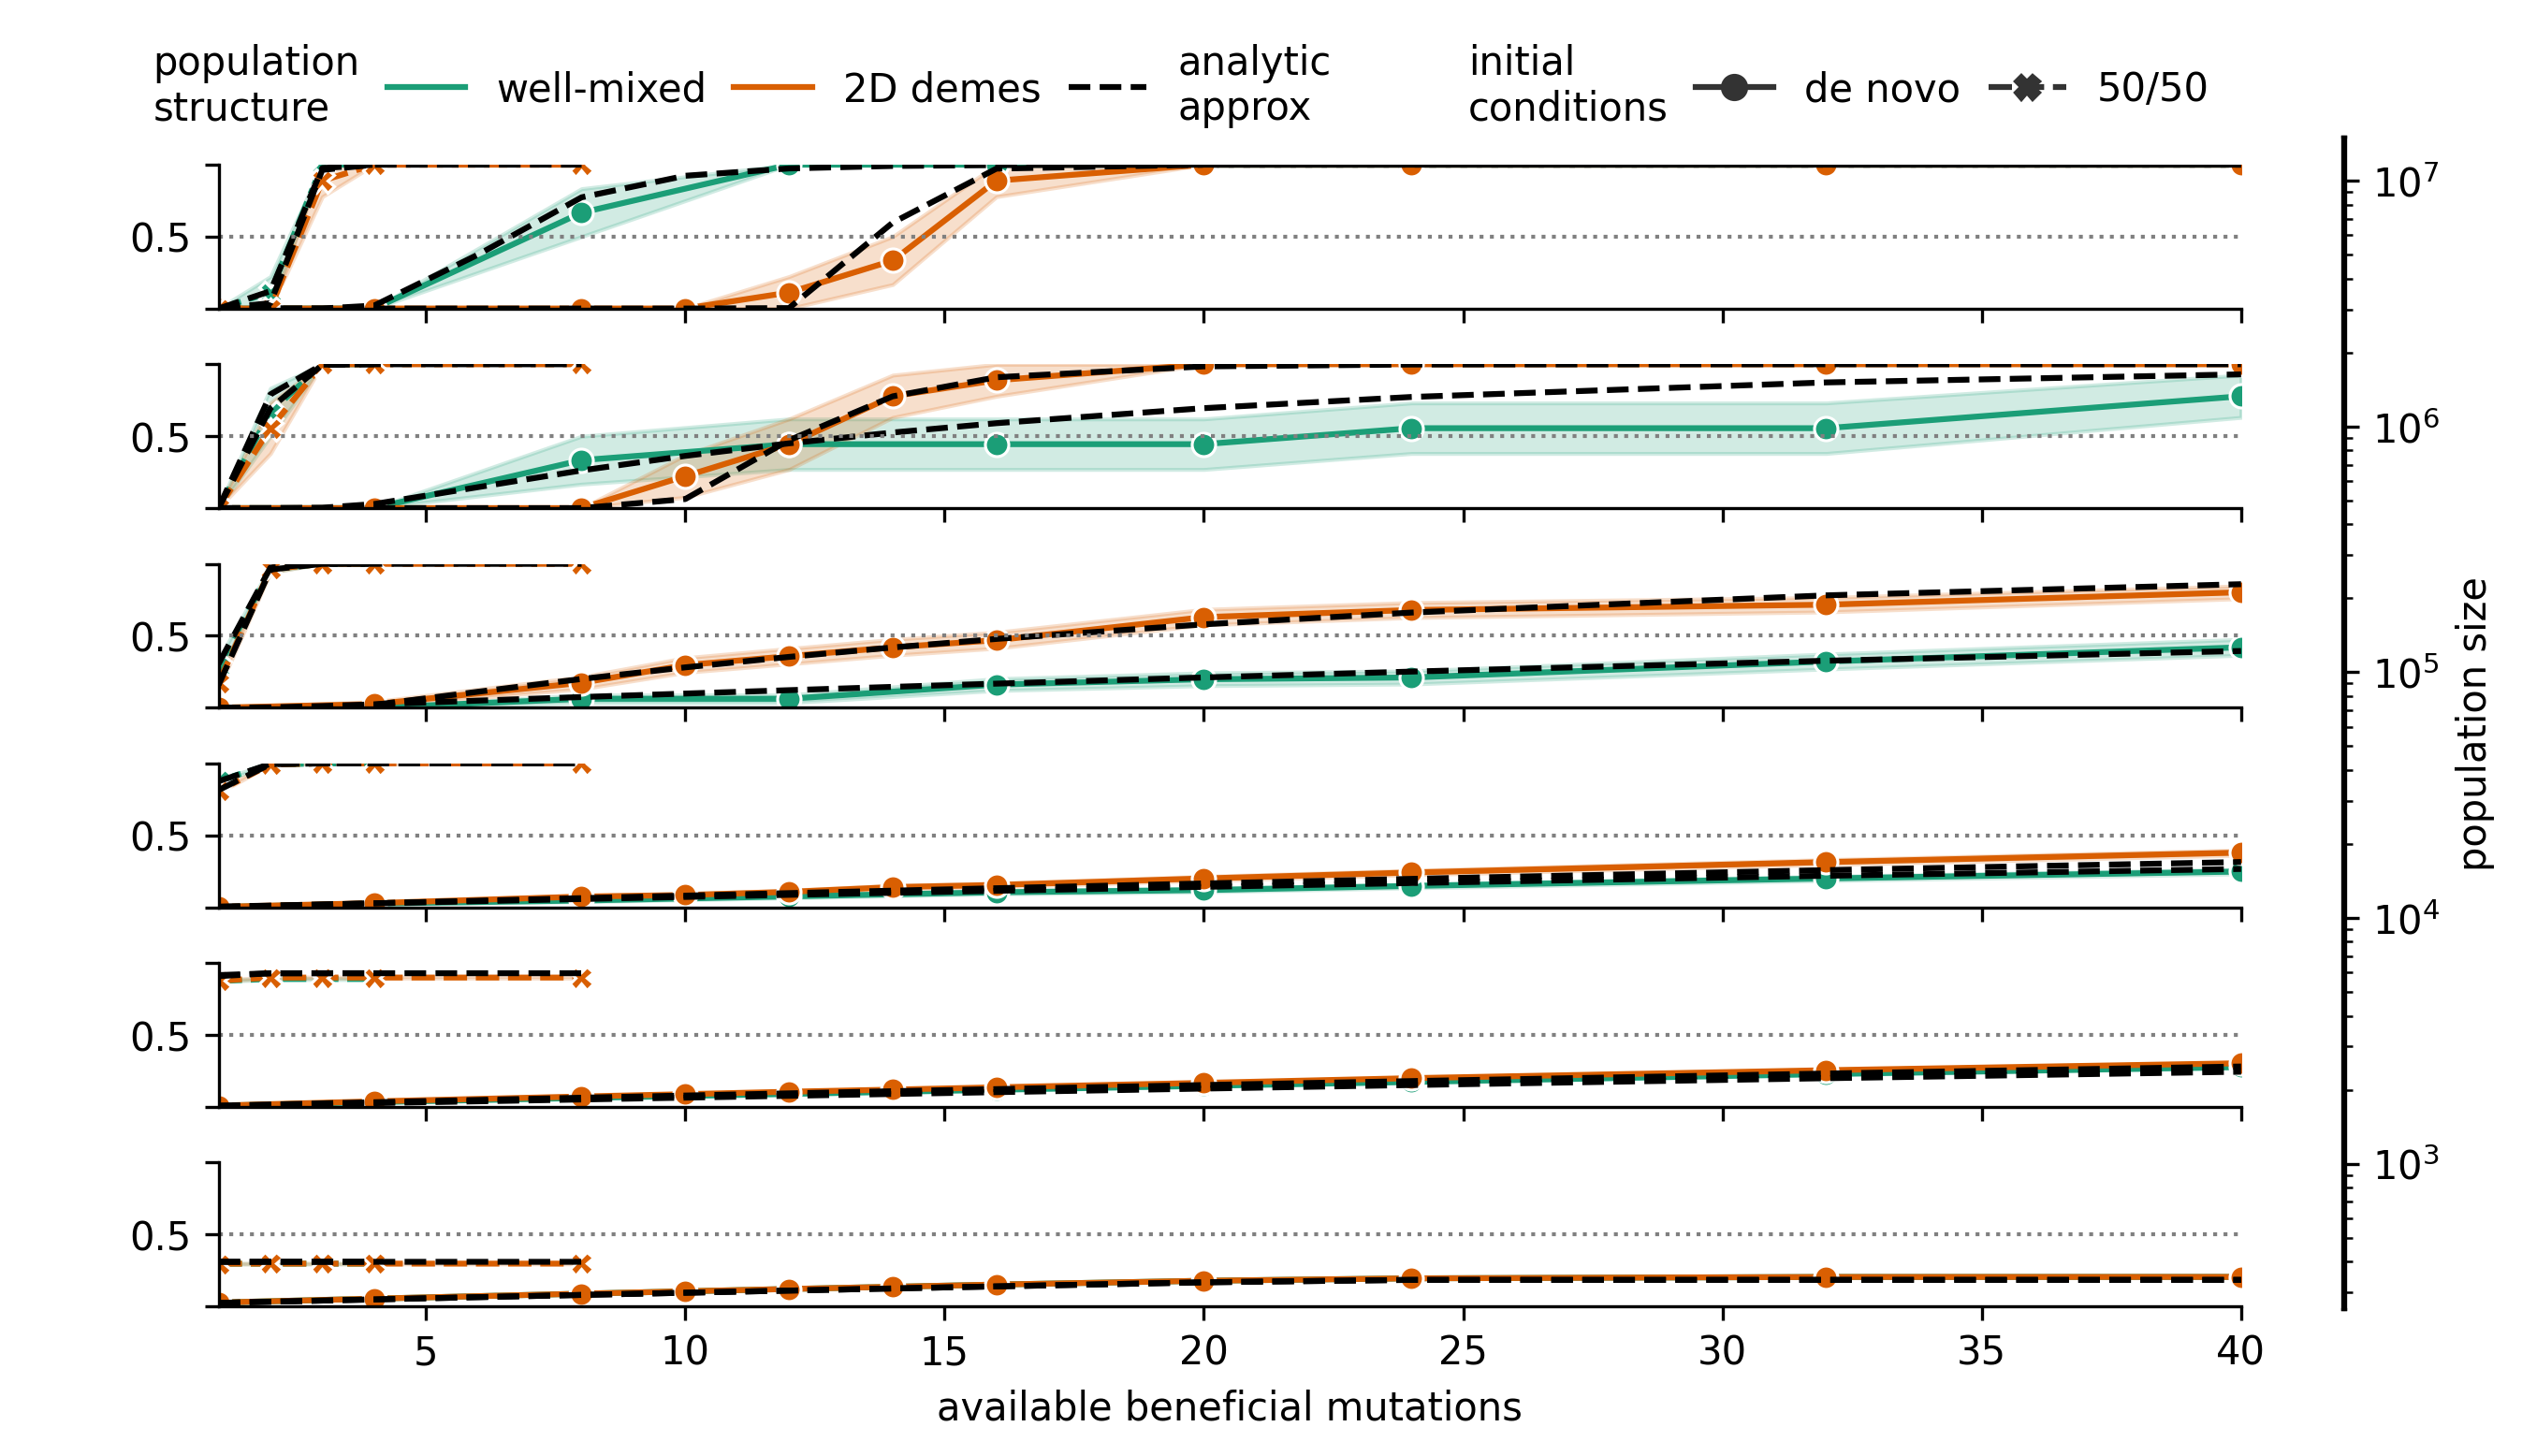 population structure
well-mixed
2D demes
analytic approx
initial conditions
de novo
50/50
0.5
0.5
0.5
0.5
0.5
0.5
10^7
10^6
10^5
10^4
10^3
population size
5
10
15
20
25
30
35
40
available beneficial mutations